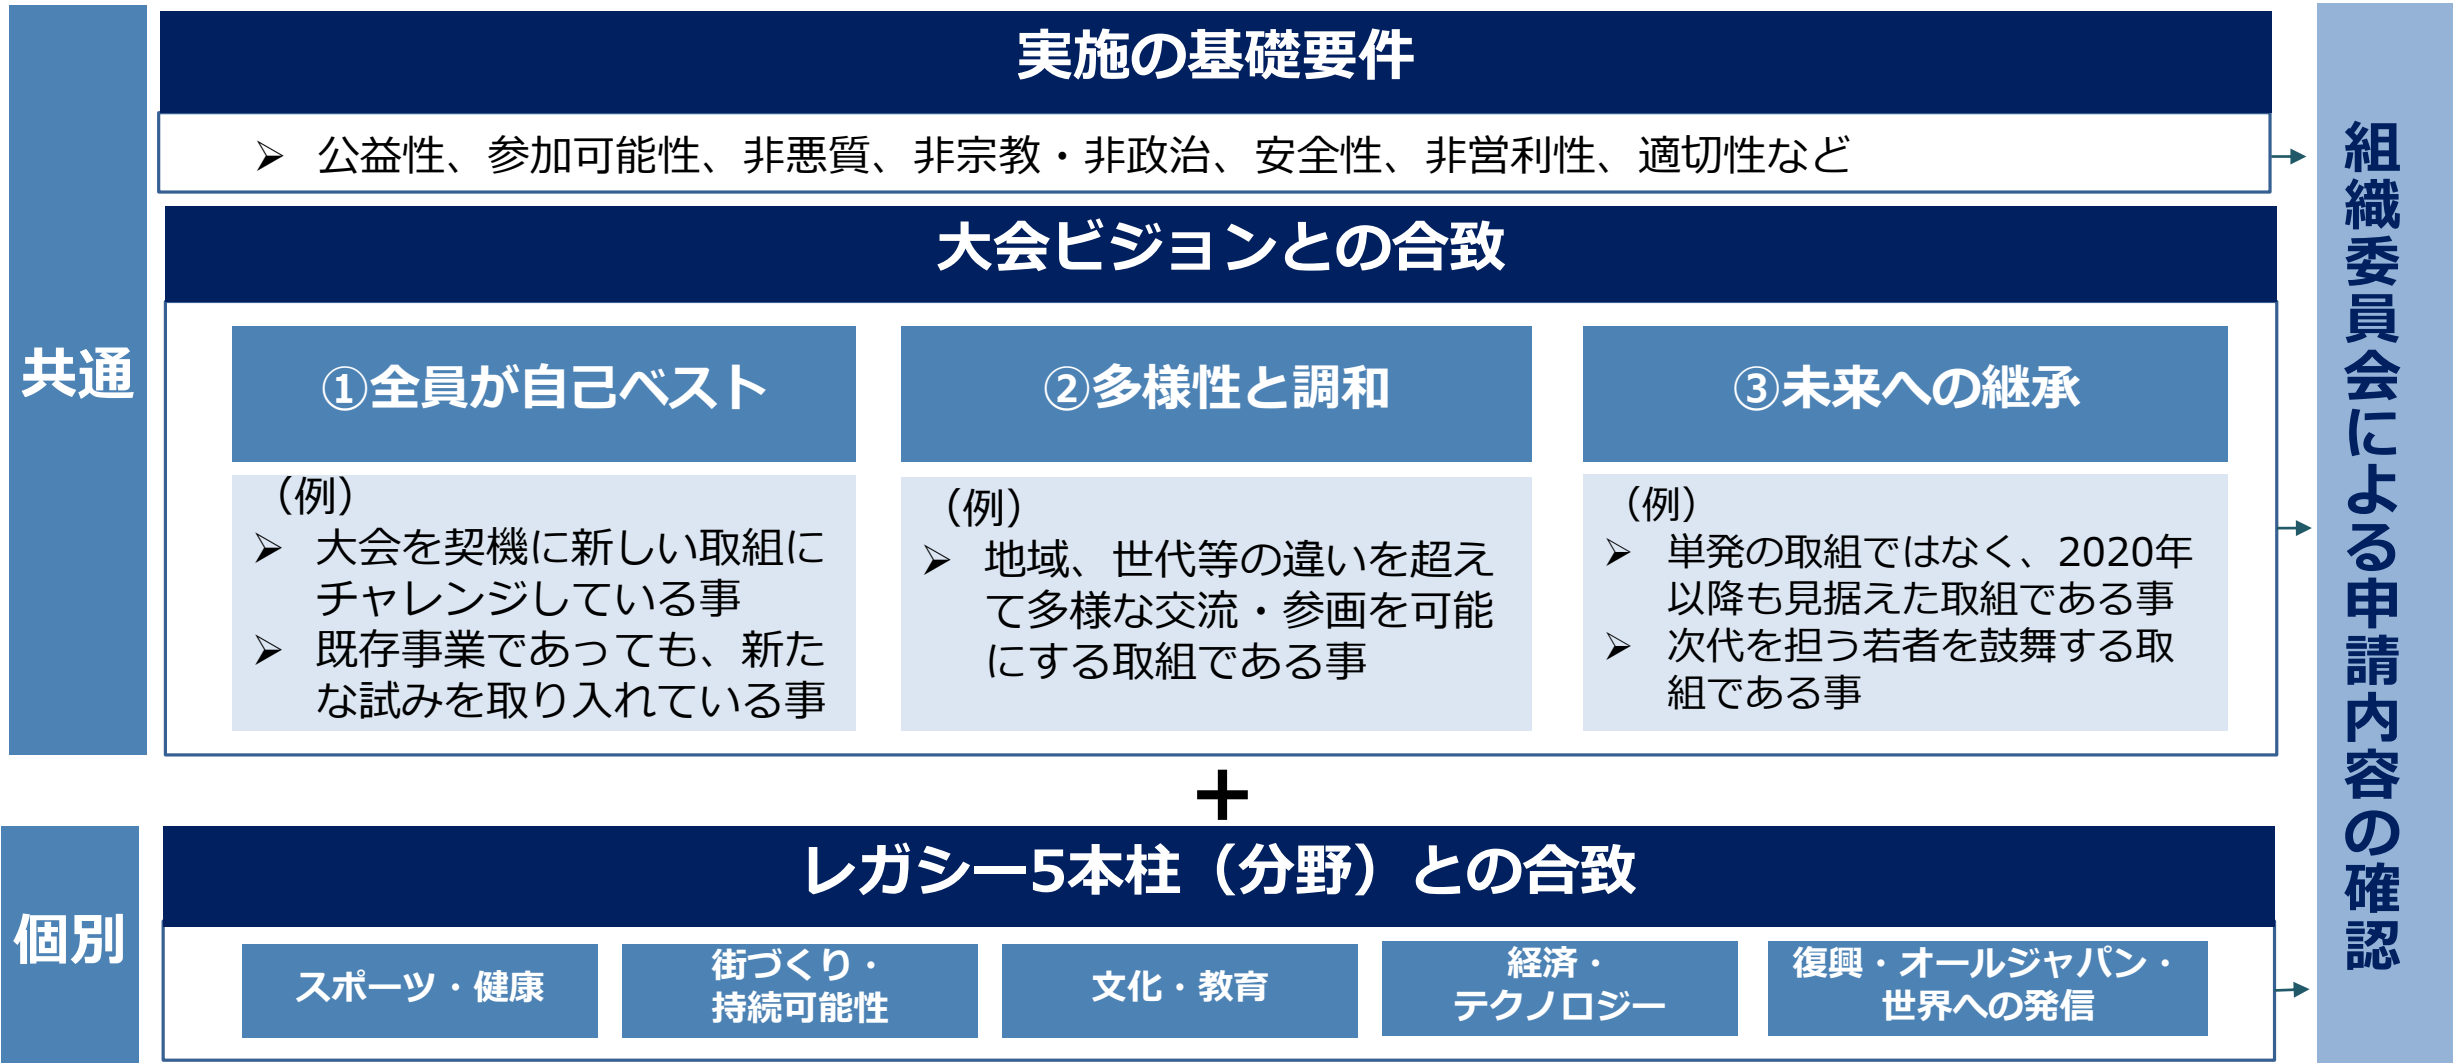 共通
実施の基礎要件
➢ 公益性、参加可能性、非悪質、非宗教・非政治、安全性、非営利性、適切性など
大会ビジョンとの合致
①全員が自己ベスト
（例）
➢ 大会を契機に新しい取組に
チャレンジしている事
➢ 既存事業であっても、新た
な試みを取り入れている事
②多様性と調和
（例）
➢ 地域、世代等の違いを超え
て多様な交流・参画を可能
にする取組である事
③未来への継承
（例）
➢ 単発の取組ではなく、2020年
以降も見据えた取組である事
➢ 次代を担う若者を鼓舞する取
組である事
＋
個別
レガシー5本柱（分野）との合致
スポーツ・健康
街づくり・
持続可能性
文化・教育
経済・
テクノロジー
復興・オールジャパン・
世界への発信
組織委員会による申請内容の確認